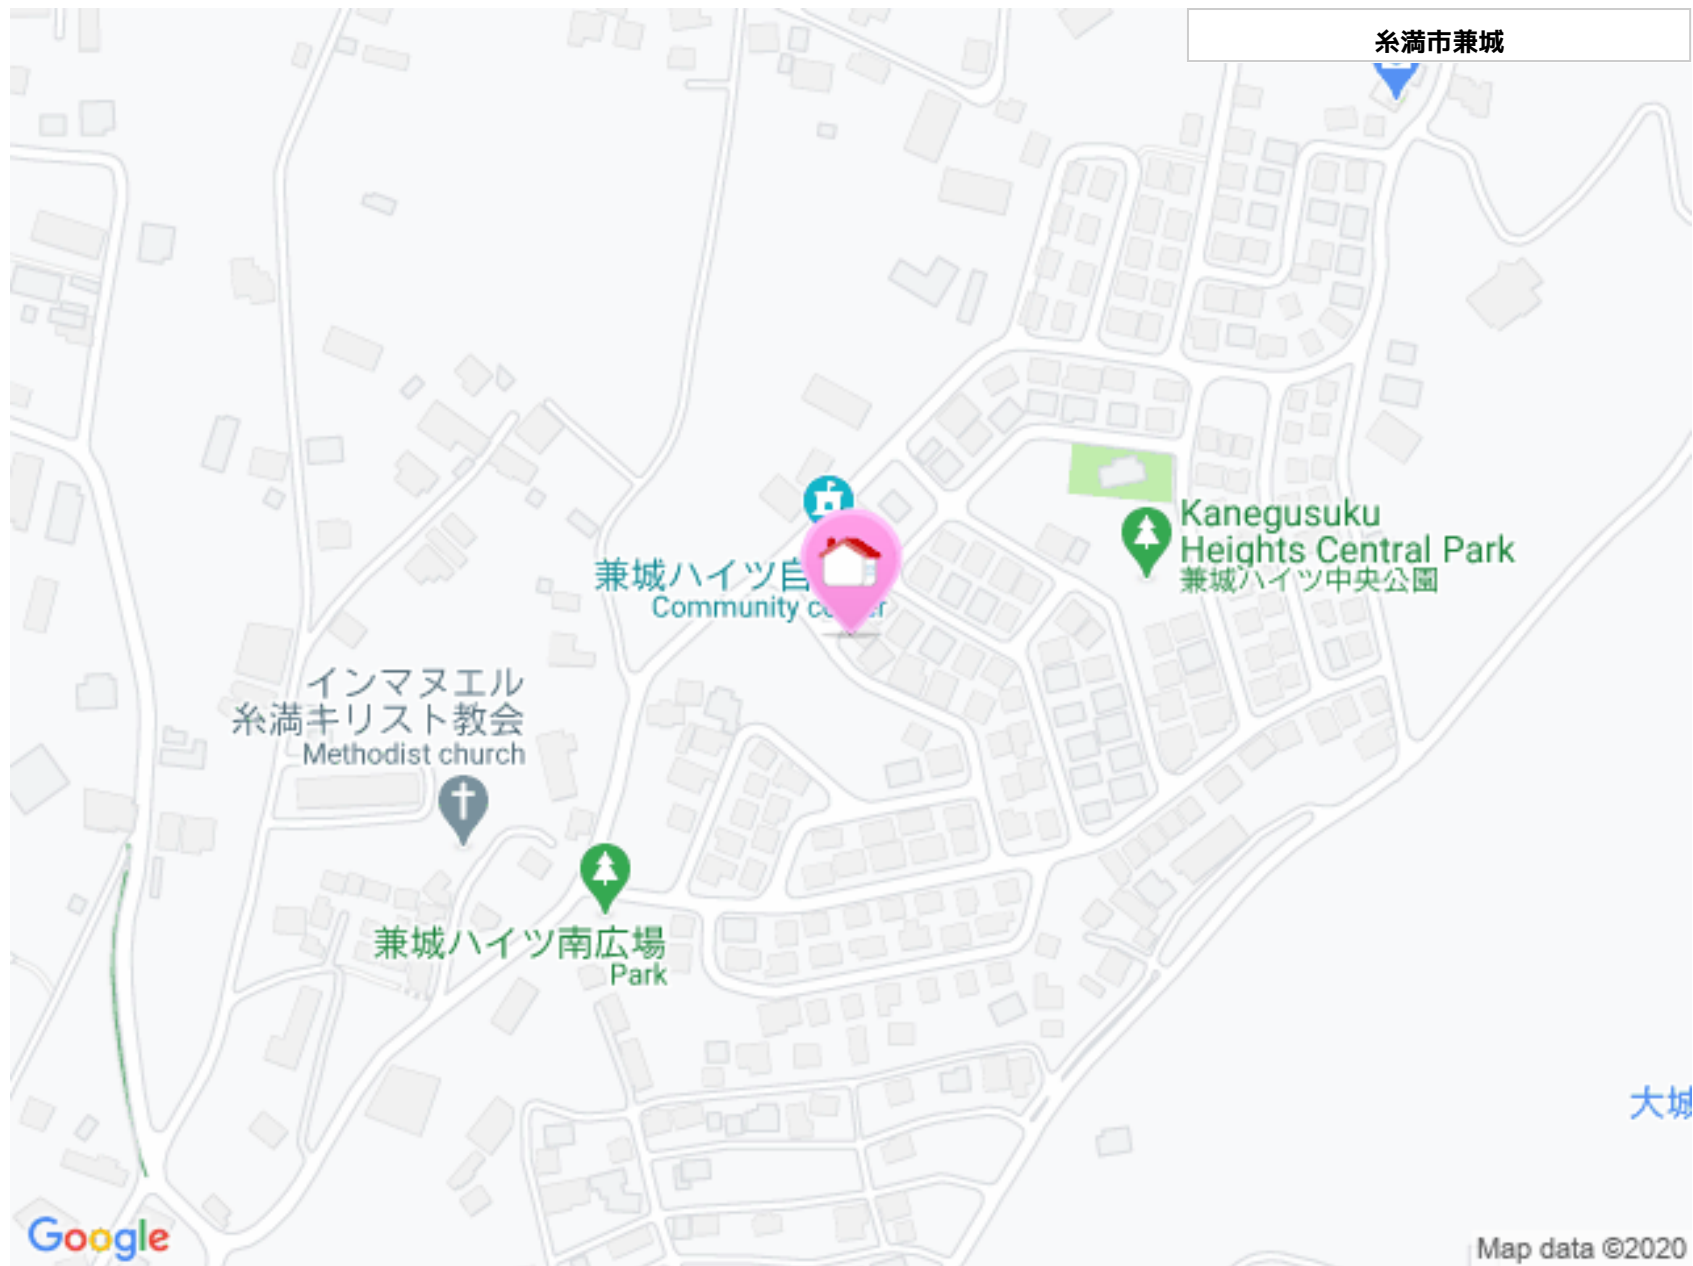 糸満市兼城
Kanegusuku
Heights Central Park
兼城ハイツ中央公園
兼城ハイツ自
Community
インマヌエル
糸満キリスト教会
Methodist church
兼城ハイツ南広場
Park
大城
Google
Map data ©2020